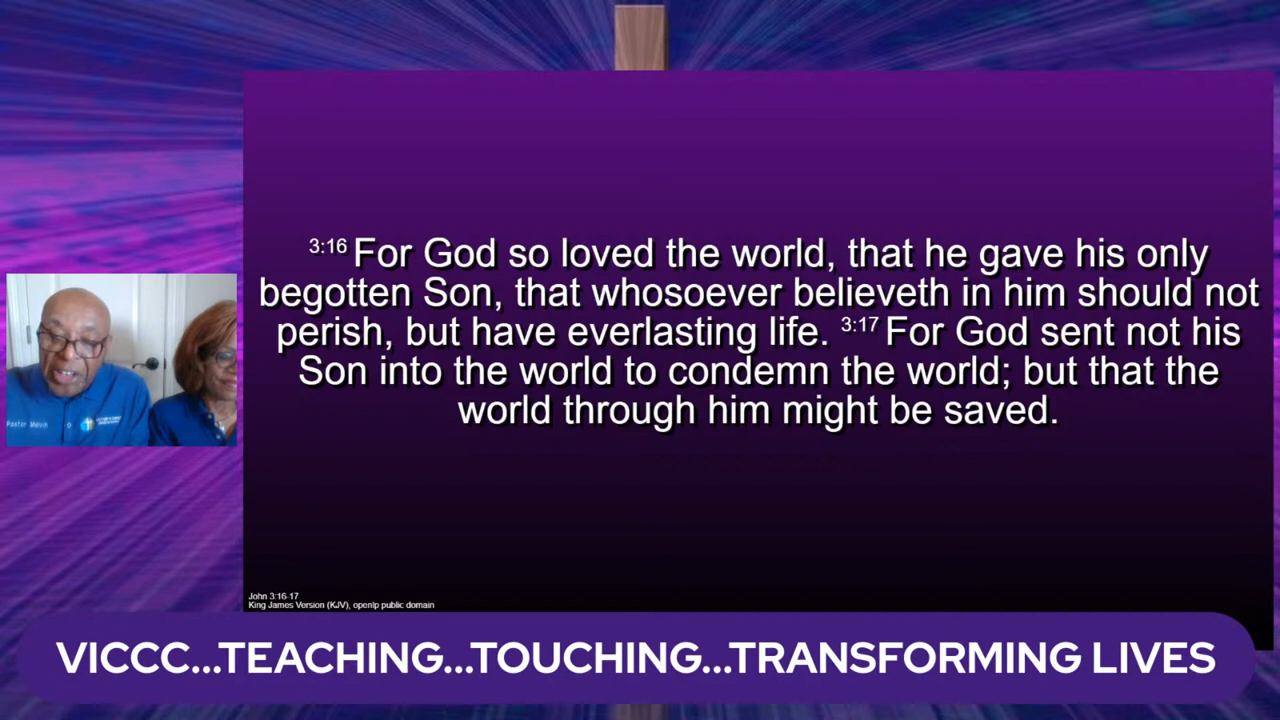 3:16 For God so loved the world, that he gave his only
begotten Son, that whosoever believeth in him should not
perish, but have everlasting life. 3:17 For God sent not his
Son into the world to condemn the world; but that the
world through him might be saved.
Pastor Melvin
John 3:16-17
King James Version (KJV), openlp public domain
VICCC...TEACHING...TOUCHING...TRANSFORMING LIVES